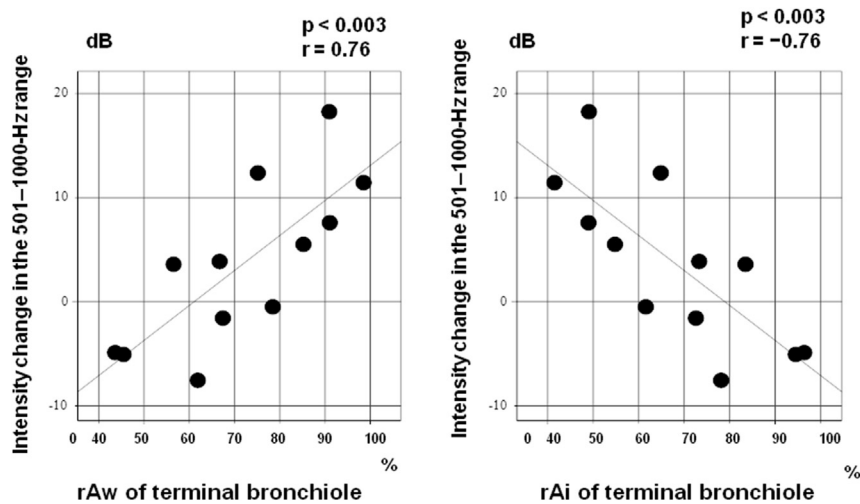 dB
p < 0.003
r = 0.76
Intensity change in the 501–1000-Hz range
20
10
0
-10
0 40 50 60 70 80 90 100
%
rAw of terminal bronchiole
dB
p < 0.003
r = −0.76
Intensity change in the 501–1000-Hz range
20
10
0
-10
0 40 50 60 70 80 90 100
%
rAi of terminal bronchiole